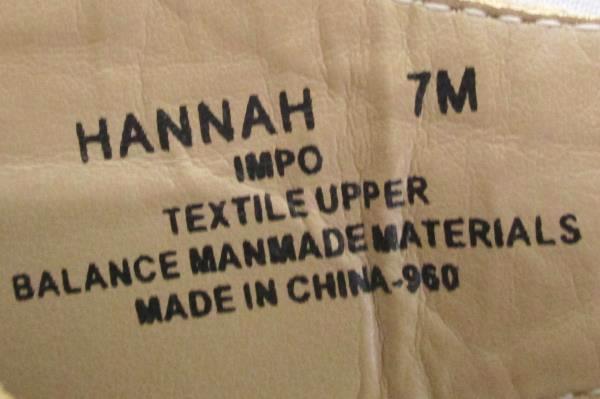 HANNAH 7M
IMPO
TEXTILE UPPER
BALANCE MANMADE MATERIALS
MADE IN CHINA-960